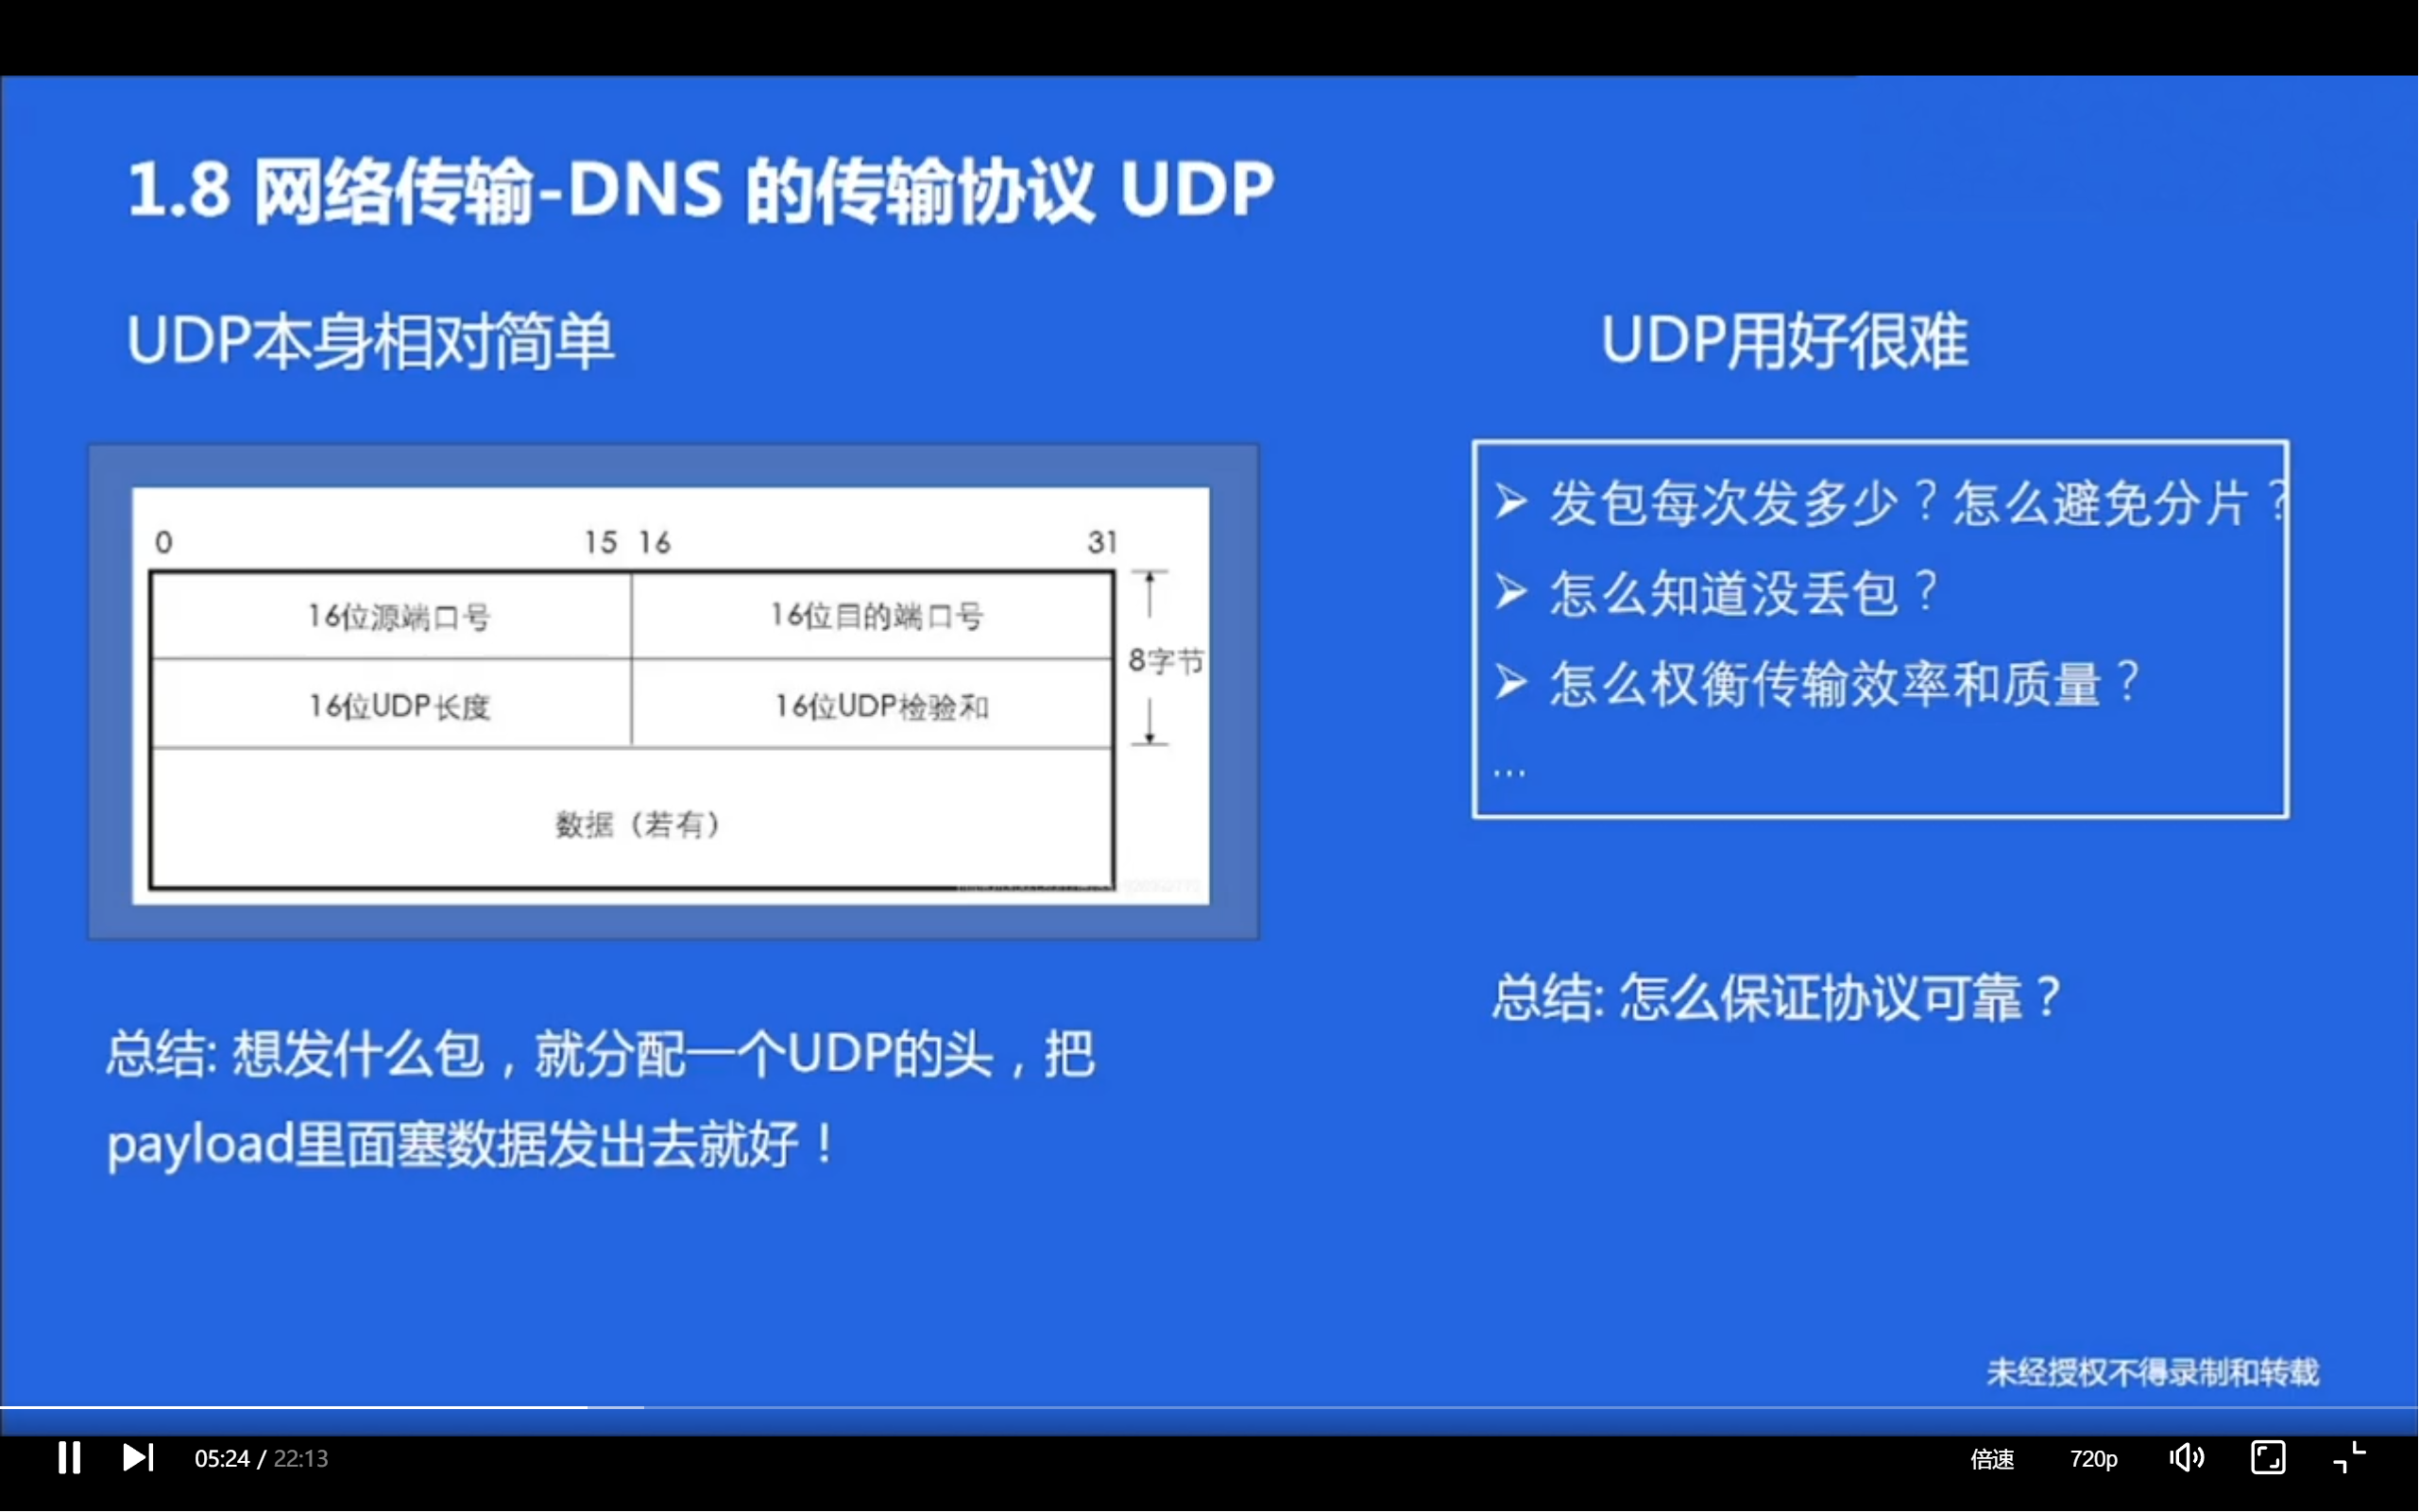 1.8 网络传输-DNS 的传输协议 UDP
UDP本身相对简单
0 15 16 31
16位源端口号 16位目的端口号
8字节
16位UDP长度 16位UDP检验和
数据（若有）
总结: 想发什么包，就分配一个UDP的头，把
payload里面塞数据发出去就好！
UDP用好很难
➢ 发包每次发多少？怎么避免分片？
➢ 怎么知道没丢包？
➢ 怎么权衡传输效率和质量？
...
总结: 怎么保证协议可靠？
未经授权不得录制和转载
05:24 / 22:13
倍速 720p